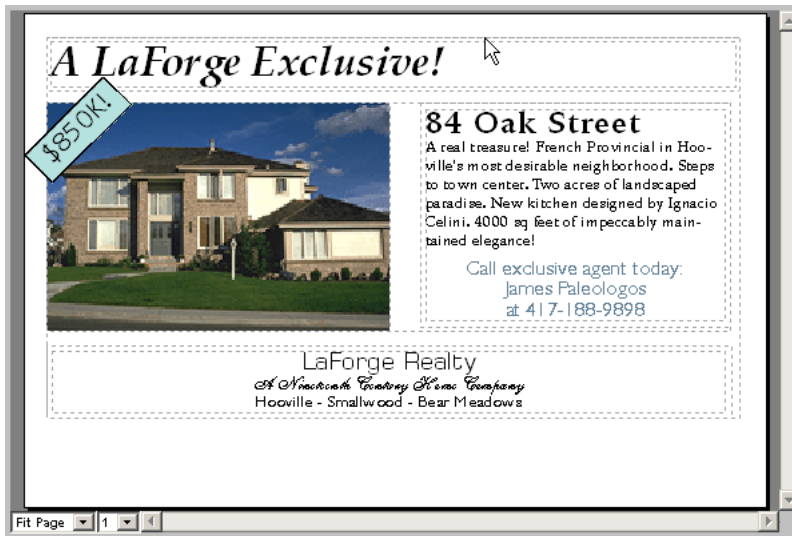 A LaForge Exclusive!
$850K!
84 Oak Street
A real treasure! French Provincial in Hoo-
ville's most desirable neighborhood. Steps
to town center. Two acres of landscaped
paradise. New kitchen designed by Ignacio
Celini. 4000 sq feet of impeccably main-
tained elegance!
Call exclusive agent today:
James Paleologos
at 417-188-9898
LaForge Realty
A Nineteenth Century Home Company
Hooville - Smallwood - Bear Meadows
Fit Page 1